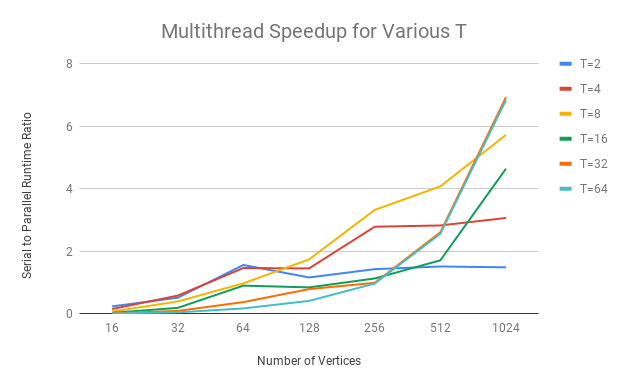 Multithread Speedup for Various T
Serial to Parallel Runtime Ratio
8
6
4
2
0
16 32 64 128 256 512 1024
Number of Vertices
T=2
T=4
T=8
T=16
T=32
T=64